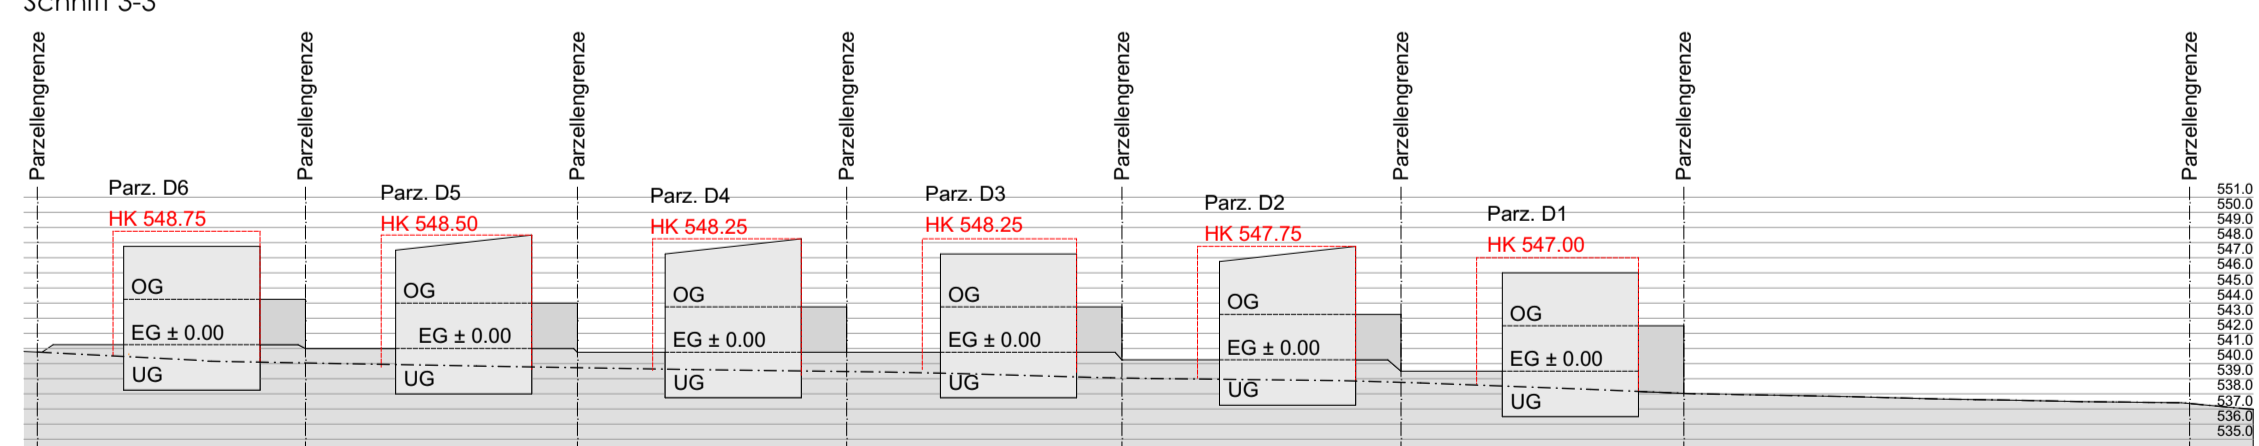 Schnitt 3-3
Parzellengrenze
Parzellengrenze
Parzellengrenze
Parzellengrenze
Parzellengrenze
Parzellengrenze
Parzellengrenze
Parzellengrenze
Parz. D6
HK 548.75
OG
EG ± 0.00
UG
Parz. D5
HK 548.50
OG
EG ± 0.00
UG
Parz. D4
HK 548.25
OG
EG ± 0.00
UG
Parz. D3
HK 548.25
OG
EG ± 0.00
UG
Parz. D2
HK 547.75
OG
EG ± 0.00
UG
Parz. D1
HK 547.00
OG
EG ± 0.00
UG
551.0
550.0
549.0
548.0
547.0
546.0
545.0
544.0
543.0
542.0
541.0
540.0
539.0
538.0
537.0
536.0
535.0